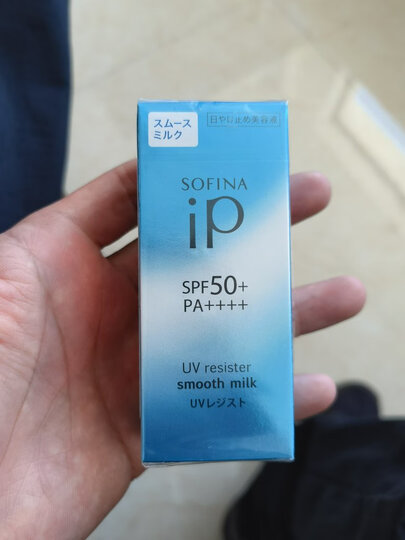 スムース
ミルク
日やけ止め美容液
SOFINA
iP
SPF50+
PA++++
UV resister
smooth milk
UVレジスト